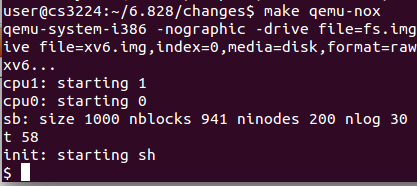 user@cs3224:~/6.828/changes$ make qemu-nox
qemu-system-i386 -nographic -drive file=fs.img
ive file=xv6.img,index=0,media=disk,format=raw
xv6...
cpu1: starting 1
cpu0: starting 0
sb: size 1000 nblocks 941 ninodes 200 nlog 30
t 58
init: starting sh
$